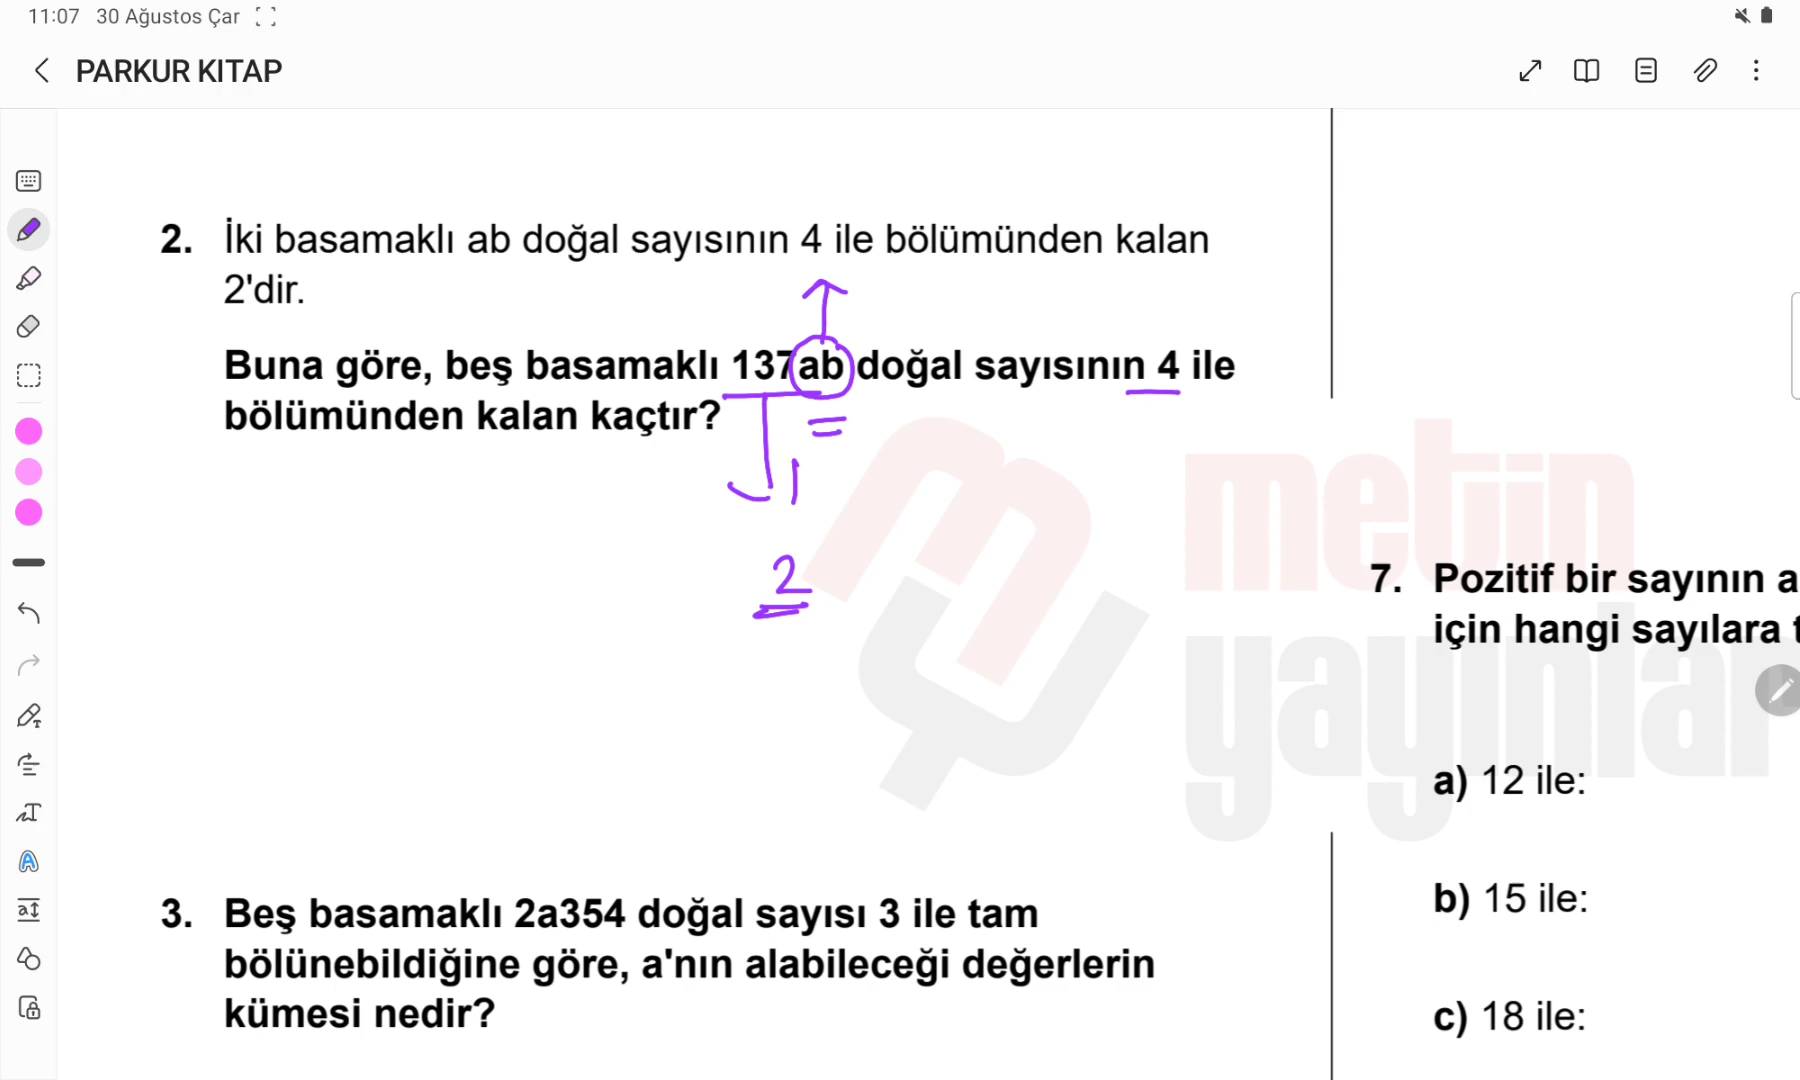 11:07 30 Ağustos Çar
PARKUR KITAP
2. İki basamaklı ab doğal sayısının 4 ile bölümünden kalan
2'dir.
Buna göre, beş basamaklı 137ab doğal sayısının 4 ile
bölümünden kalan kaçtır?
2
3. Beş basamaklı 2a354 doğal sayısı 3 ile tam
bölünebildiğine göre, a'nın alabileceği değerlerin
kümesi nedir?
metin
yayınlar
7. Pozitif bir sayının a
için hangi sayılara t
a) 12 ile:
b) 15 ile:
c) 18 ile: